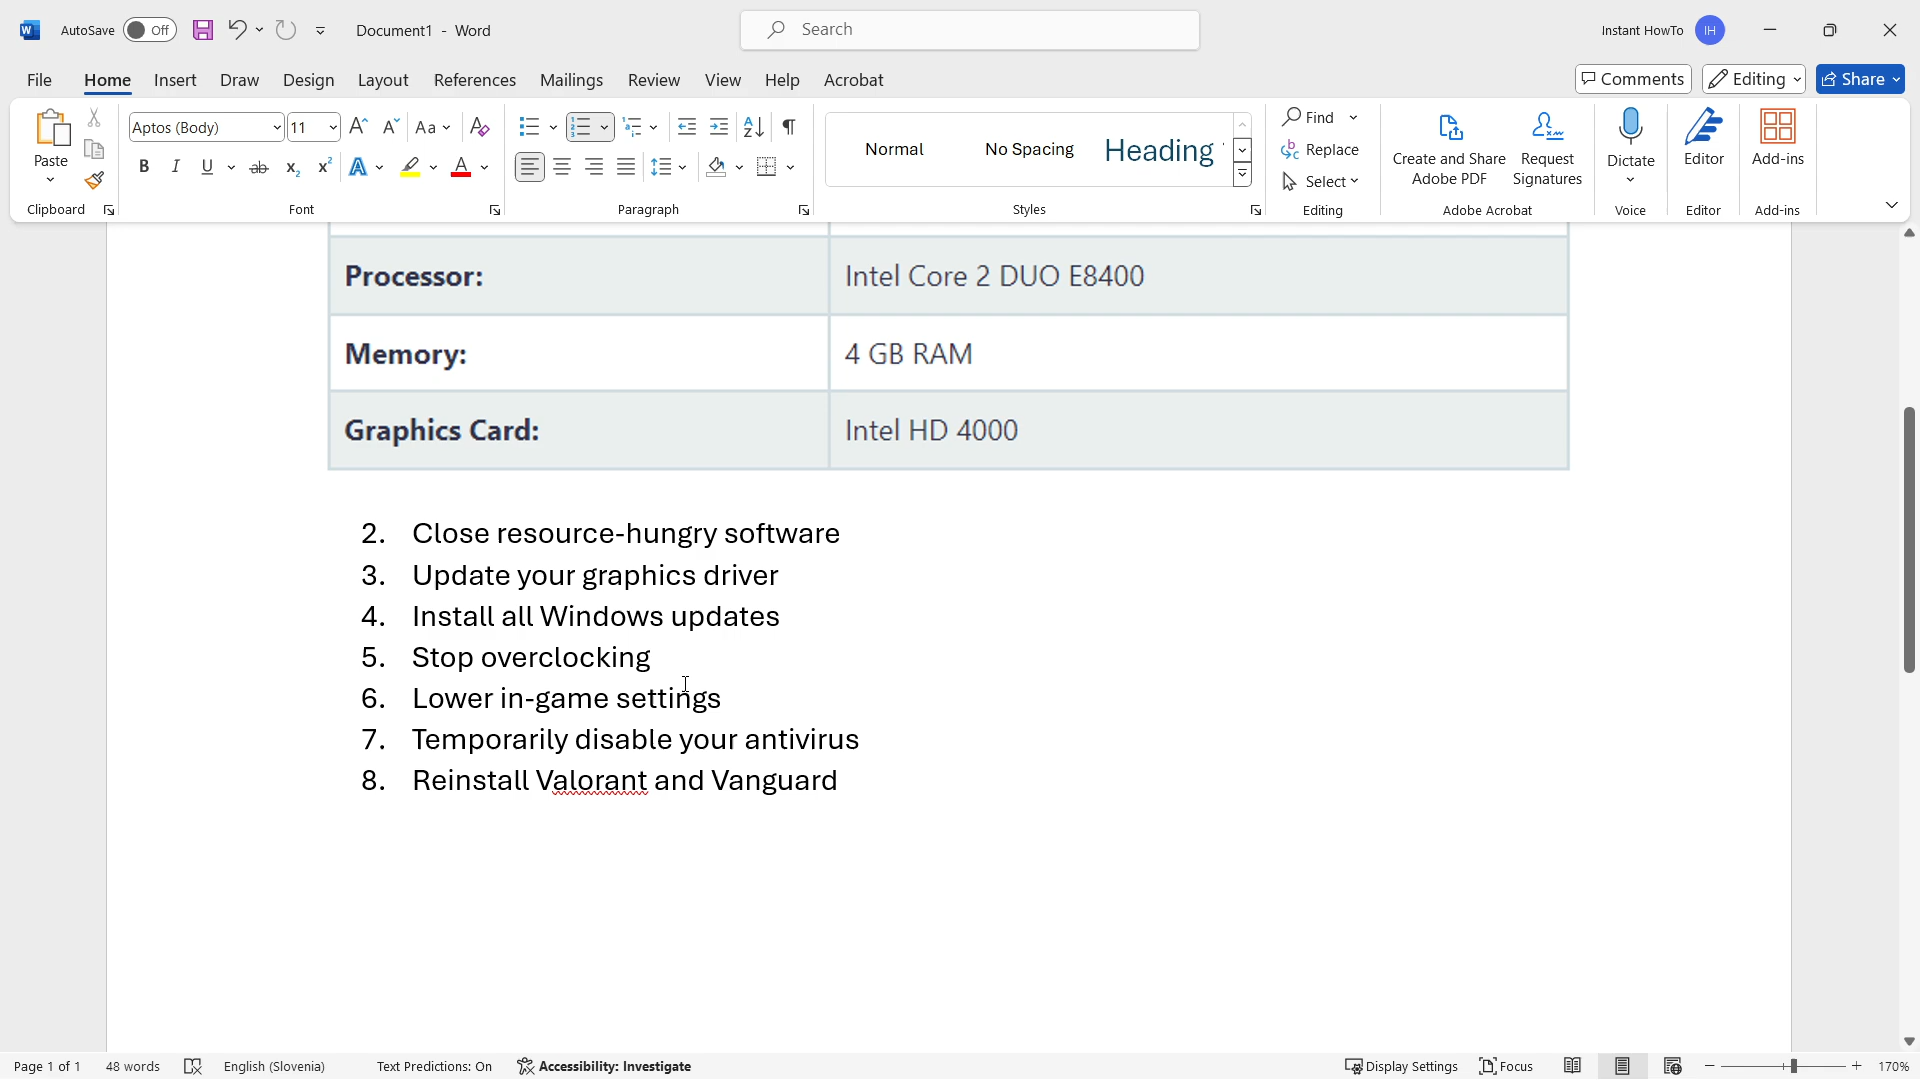 AutoSave Off Document1 - Word Search Instant HowTo IH
File Home Insert Draw Design Layout References Mailings Review View Help Acrobat Comments Editing Share
Aptos (Body) 11 Aa Normal No Spacing Heading Find
Paste Replace Create and Share Adobe PDF Request Signatures Dictate Editor Add-ins
Select
Clipboard Font Paragraph Styles Editing Adobe Acrobat Voice Editor Add-ins
Processor: Intel Core 2 DUO E8400
Memory: 4 GB RAM
Graphics Card: Intel HD 4000
2. Close resource-hungry software
3. Update your graphics driver
4. Install all Windows updates
5. Stop overclocking
6. Lower in-game settings
7. Temporarily disable your antivirus
8. Reinstall Valorant and Vanguard
Page 1 of 1 48 words English (Slovenia) Text Predictions: On Accessibility: Investigate Display Settings Focus 170%